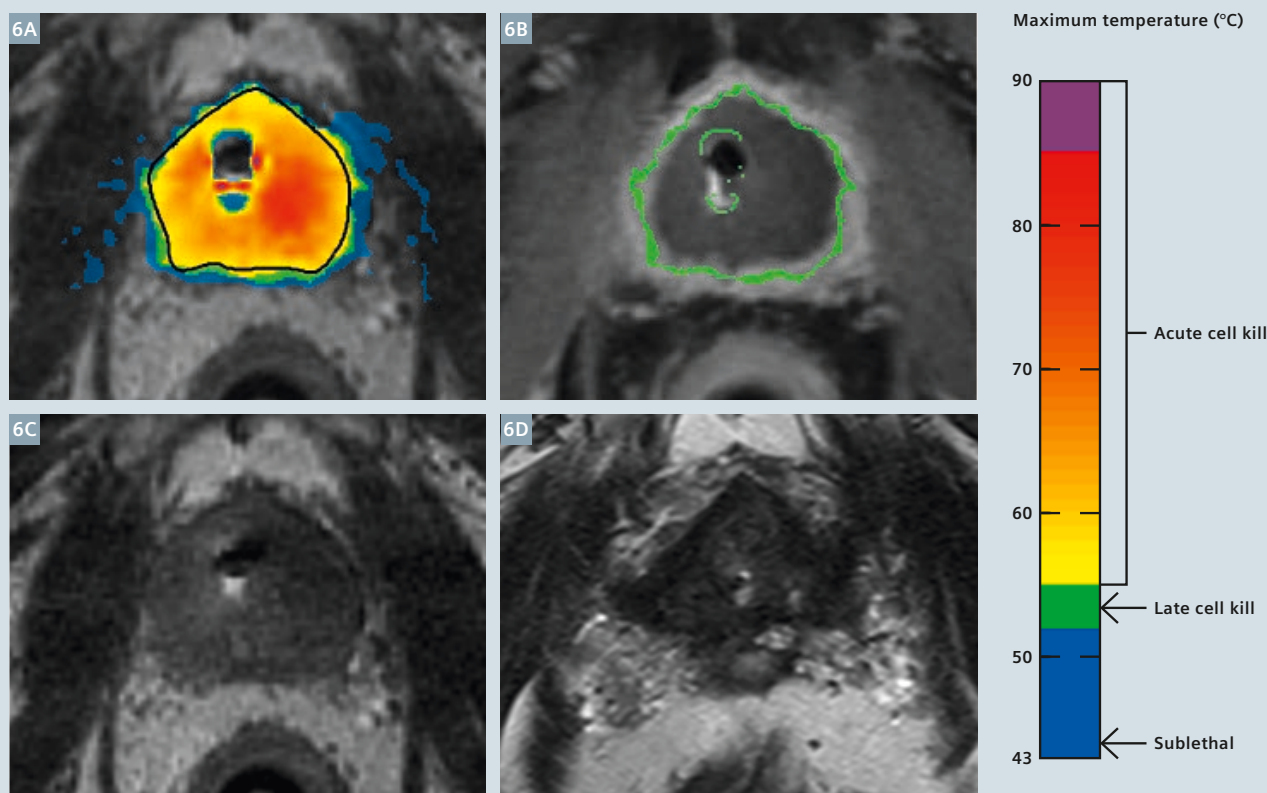 6A
6B
Maximum temperature (°C)
90
80
70
Acute cell kill
60
Late cell kill
50
Sublethal
43
6C
6D